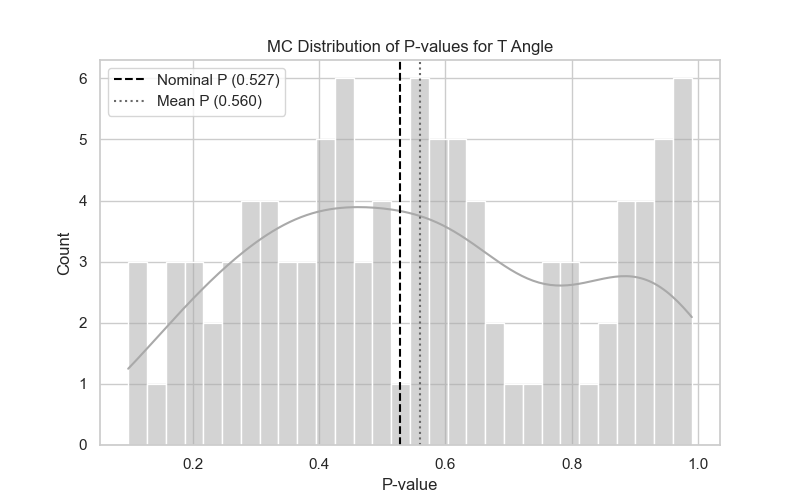 MC Distribution of P-values for T Angle
Nominal P (0.527)
Mean P (0.560)
6
5
4
3
2
1
0
Count
0.2 0.4 0.6 0.8 1.0
P-value